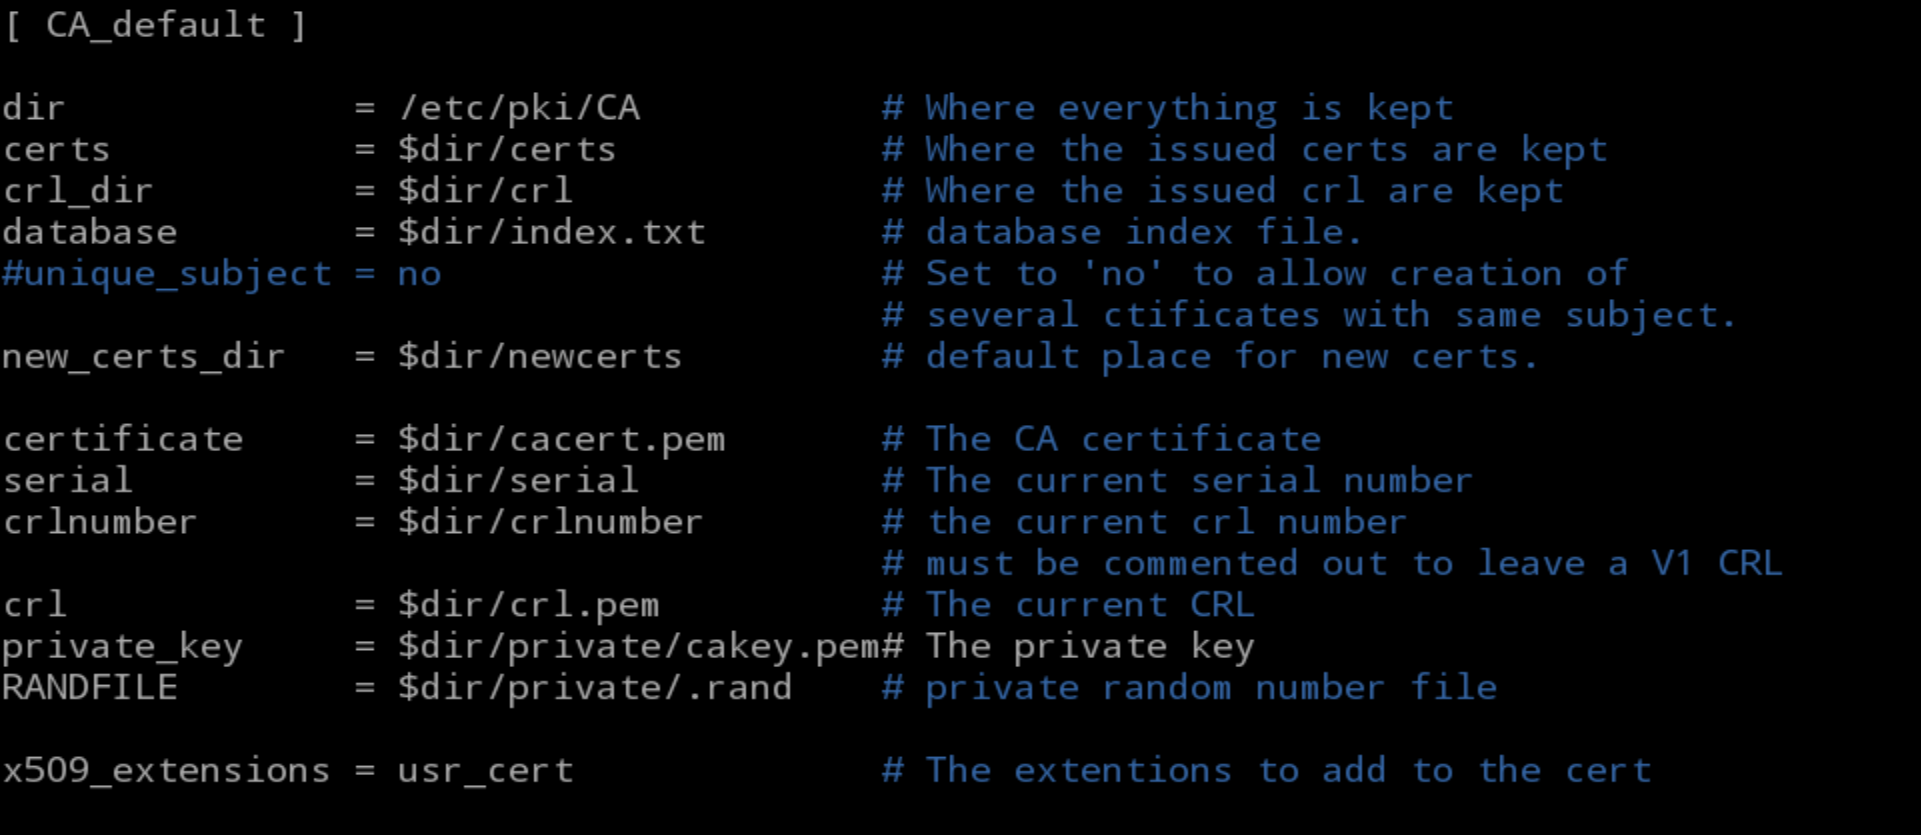 [ CA_default ]
dir             = /etc/pki/CA           # Where everything is kept
certs           = $dir/certs            # Where the issued certs are kept
crl_dir         = $dir/crl              # Where the issued crl are kept
database        = $dir/index.txt        # database index file.
#unique_subject = no                    # Set to 'no' to allow creation of
                                        # several ctificates with same subject.
new_certs_dir   = $dir/newcerts         # default place for new certs.
certificate     = $dir/cacert.pem       # The CA certificate
serial          = $dir/serial           # The current serial number
crlnumber       = $dir/crlnumber        # the current crl number
                                        # must be commented out to leave a V1 CRL
crl             = $dir/crl.pem          # The current CRL
private_key     = $dir/private/cakey.pem# The private key
RANDFILE        = $dir/private/.rand    # private random number file
x509_extensions = usr_cert              # The extentions to add to the cert